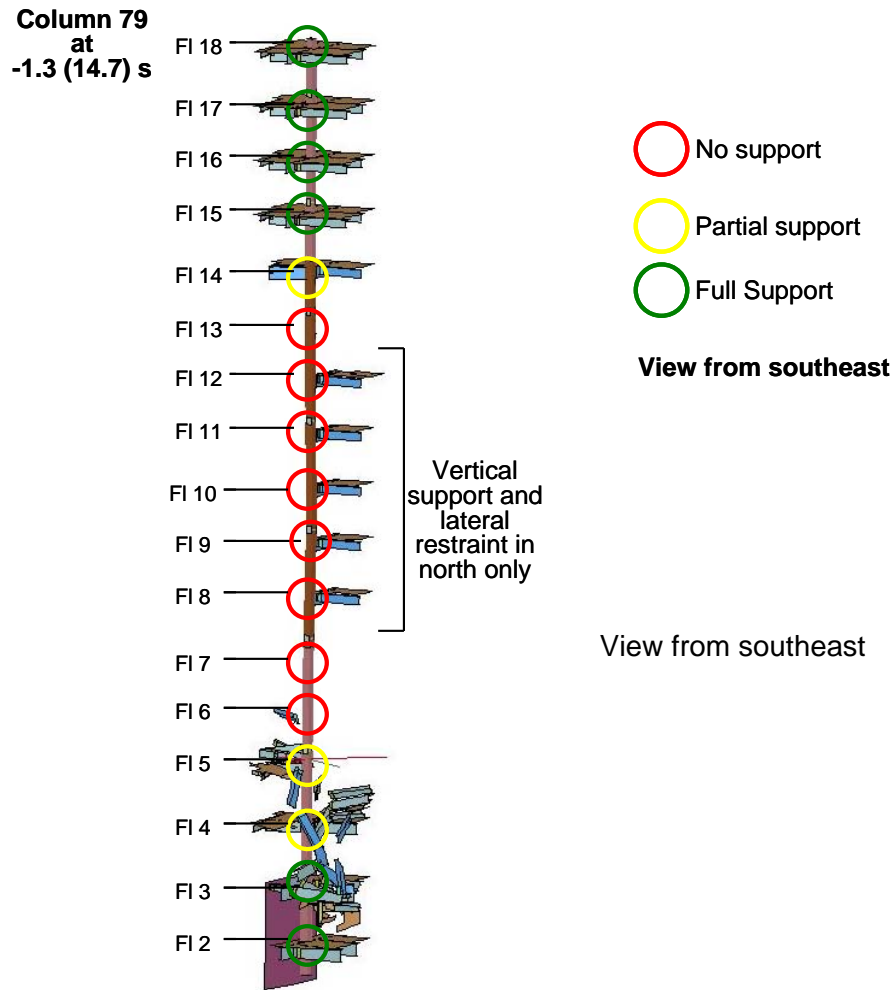 Column 79
at
-1.3 (14.7) s
Fl 18
Fl 17
Fl 16
Fl 15
Fl 14
Fl 13
Fl 12
Fl 11
Fl 10
Fl 9
Fl 8
Fl 7
Fl 6
Fl 5
Fl 4
Fl 3
Fl 2
Vertical
support and
lateral
restraint in
north only
No support
Partial support
Full Support
View from southeast
View from southeast